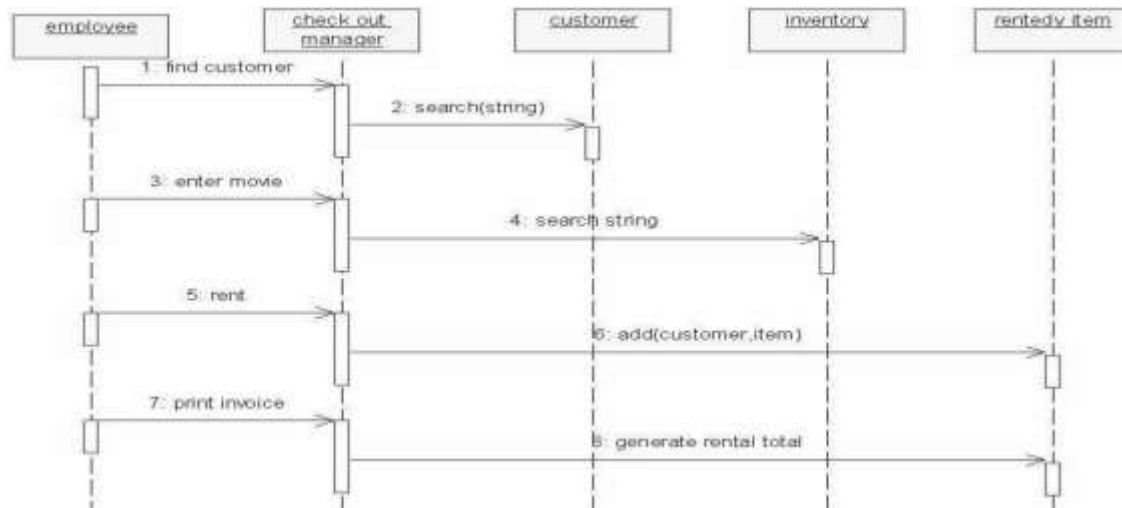 employee
check out
manager
customer
inventory
rentedy item
1: find customer
2: search(string)
3: enter movie
4: search string
5: rent
6: add(customer,item)
7: print invoice
8: generate rental total